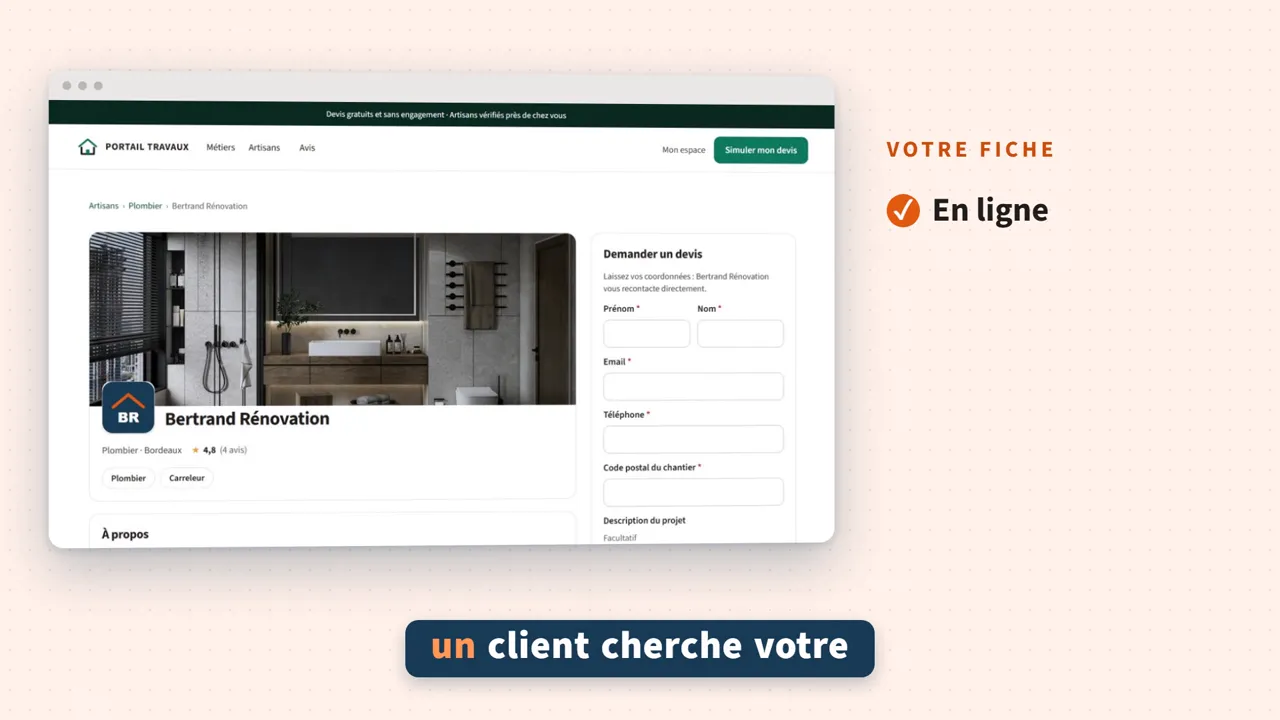 Devis gratuits et sans engagement · Artisans vérifiés près de chez vous
PORTAIL TRAVAUX Métiers Artisans Avis Mon espace Simuler mon devis
Artisans › Plombier › Bertrand Rénovation
BR
Bertrand Rénovation
Plombier · Bordeaux ★ 4,8 (4 avis)
Plombier Carreleur
À propos
Demander un devis
Laissez vos coordonnées : Bertrand Rénovation
vous recontacte directement.
Prénom * Nom *
Email *
Téléphone *
Code postal du chantier *
Description du projet
Facultatif
VOTRE FICHE
En ligne
un client cherche votre